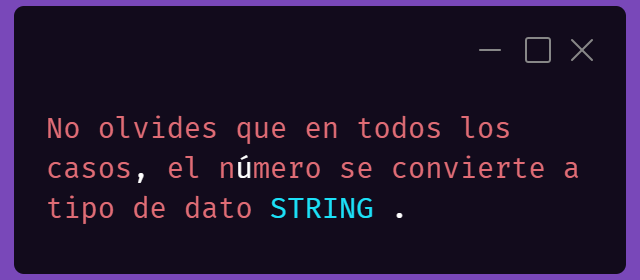 No olvides que en todos los
casos, el número se convierte a
tipo de dato STRING .